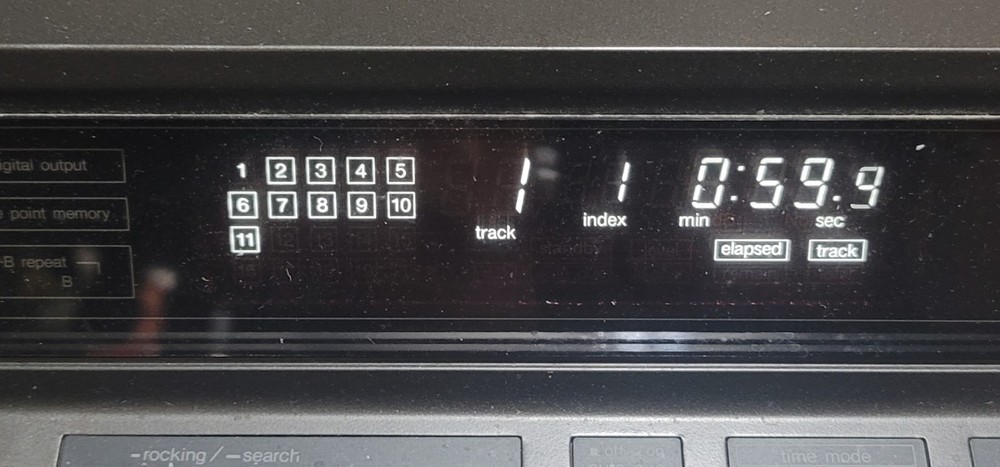 igital output
1 2 3 4 5
6 7 8 9 10
11
point memory
B repeat
B
1 track
1 index
0:59.9
min sec
elapsed track
-rocking / -search
time mode